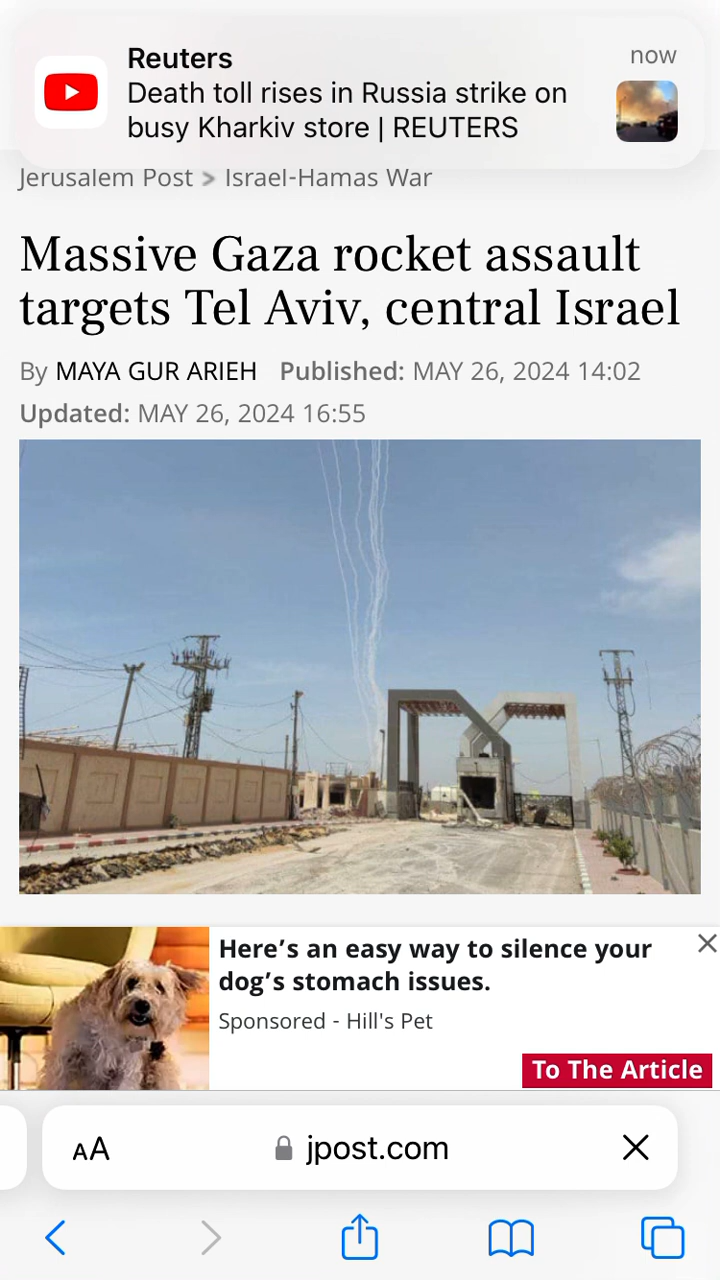 Reuters
now
Death toll rises in Russia strike on
busy Kharkiv store | REUTERS
Jerusalem Post > Israel-Hamas War
Massive Gaza rocket assault
targets Tel Aviv, central Israel
By MAYA GUR ARIEH Published: MAY 26, 2024 14:02
Updated: MAY 26, 2024 16:55
Here's an easy way to silence your
dog's stomach issues.
Sponsored - Hill's Pet
To The Article
AA
jpost.com